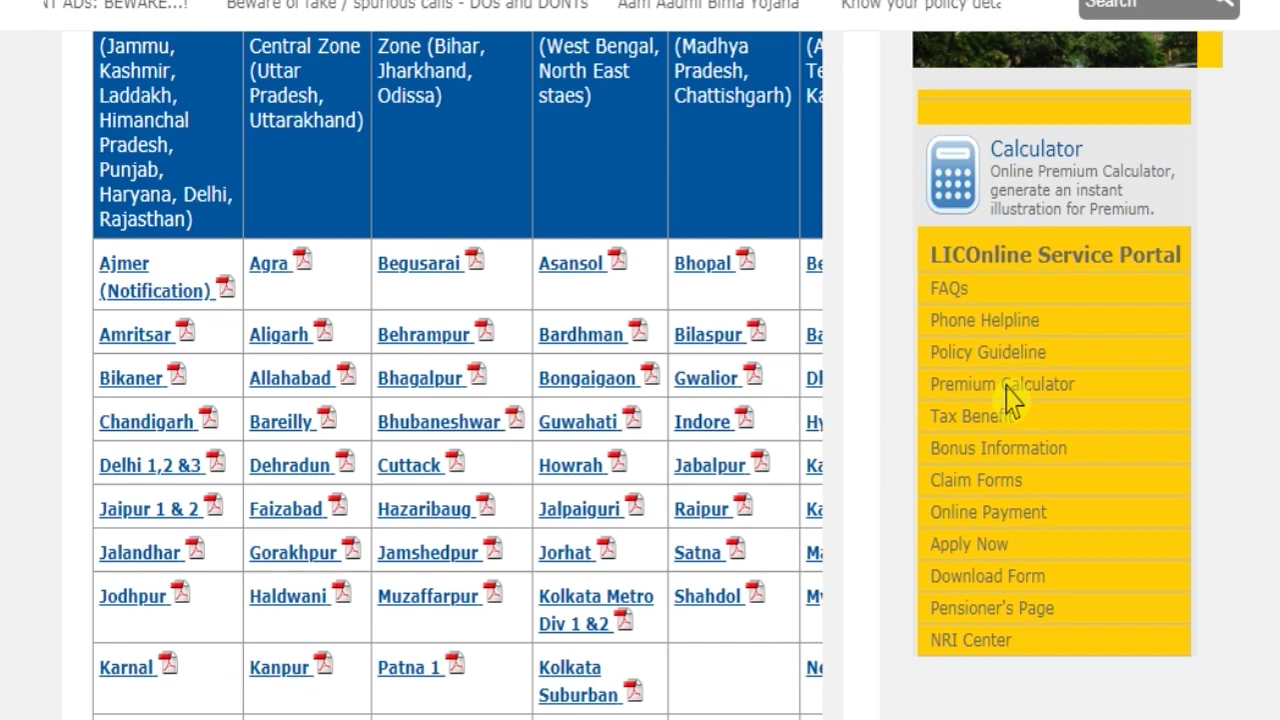 ADS: BEWARE...!
Beware of fake / spurious calls - DOs and DONTs
Aam Aadmi Bima Yojana
Know your policy
Search
(Jammu,
Kashmir,
Laddakh,
Himanchal
Pradesh,
Punjab,
Haryana, Delhi,
Rajasthan)
Central Zone
(Uttar
Pradesh,
Uttarakhand)
Zone (Bihar,
Jharkhand,
Odissa)
(West Bengal,
North East
staes)
(Madhya
Pradesh,
Chattishgarh)
Ajmer
(Notification)
Agra
Begusarai
Asansol
Bhopal
Amritsar
Aligarh
Behrampur
Bardhman
Bilaspur
Bikaner
Allahabad
Bhagalpur
Bongaigaon
Gwalior
Chandigarh
Bareilly
Bhubaneshwar
Guwahati
Indore
Delhi 1,2 &3
Dehradun
Cuttack
Howrah
Jabalpur
Jaipur 1 & 2
Faizabad
Hazaribaug
Jalpaiguri
Raipur
Jalandhar
Gorakhpur
Jamshedpur
Jorhat
Satna
Jodhpur
Haldwani
Muzaffarpur
Kolkata Metro
Div 1 &2
Shahdol
Karnal
Kanpur
Patna 1
Kolkata
Suburban
Calculator
Online Premium Calculator,
generate an instant
illustration for Premium.
LICOnline Service Portal
FAQs
Phone Helpline
Policy Guideline
Premium Calculator
Tax Benefit
Bonus Information
Claim Forms
Online Payment
Apply Now
Download Form
Pensioner's Page
NRI Center